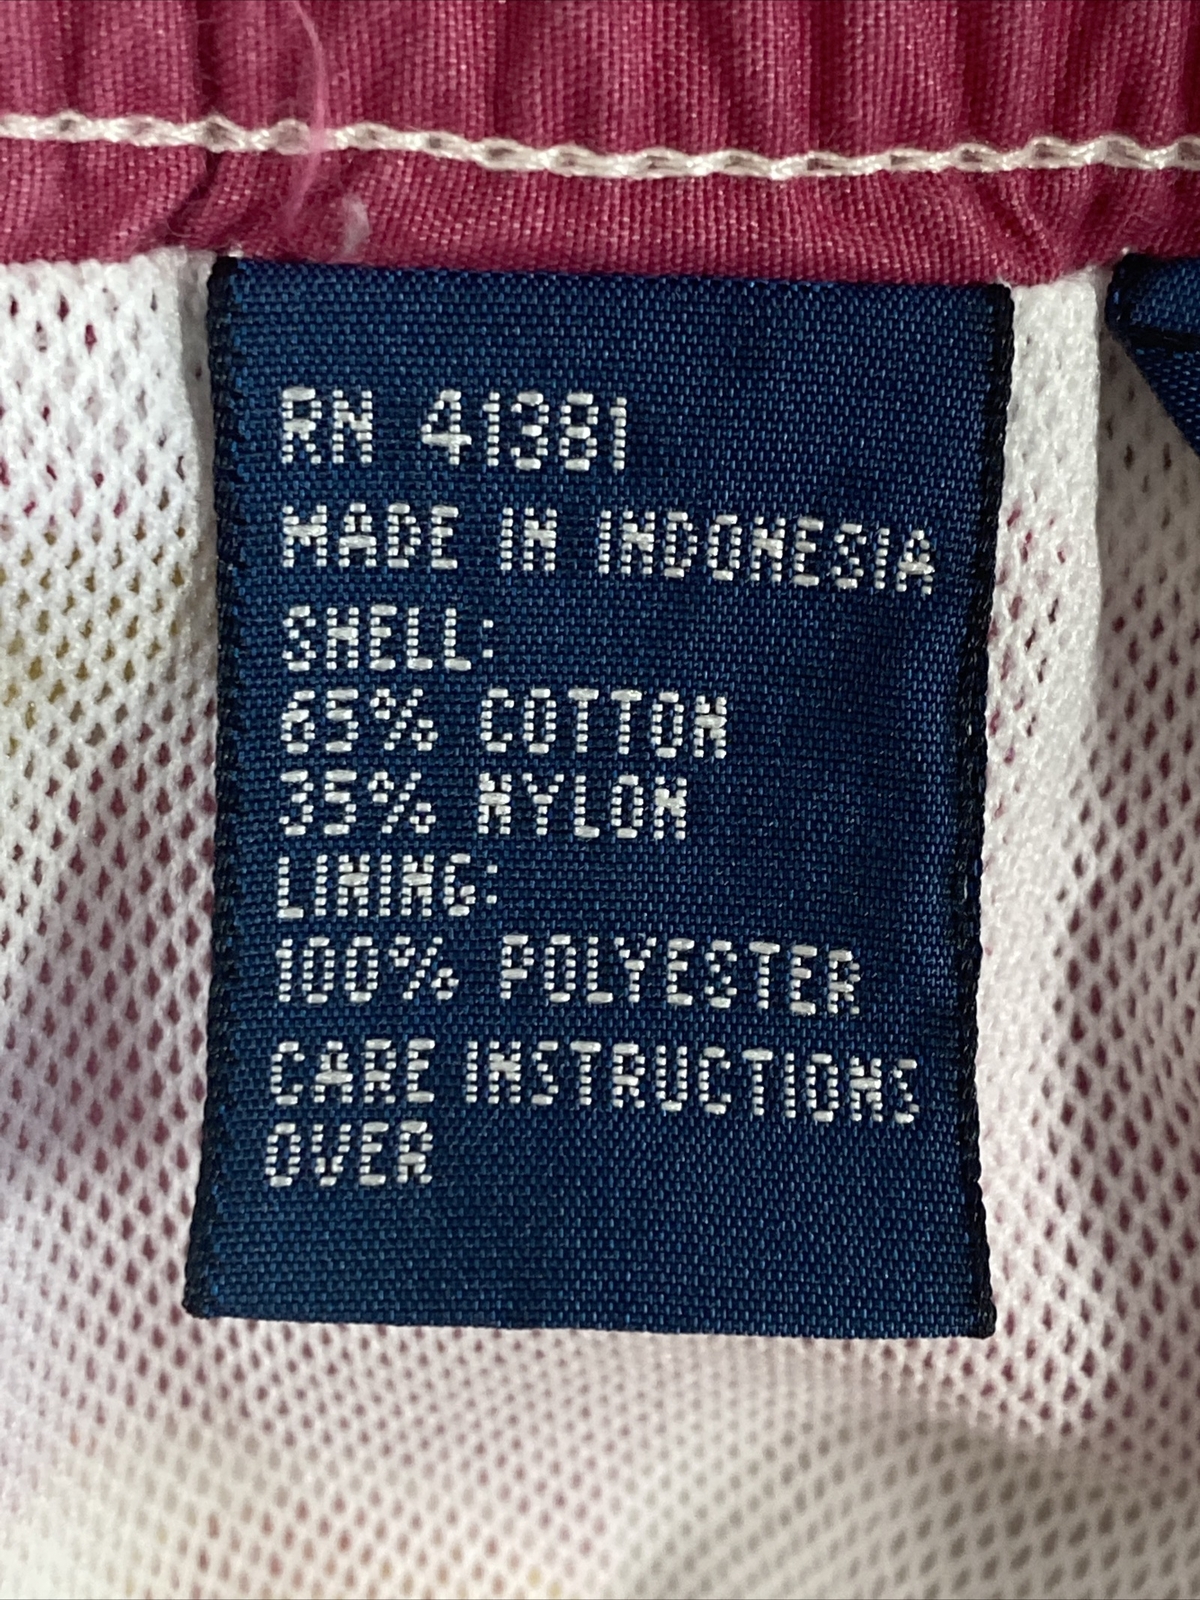 RN 41381
MADE IN INDONESIA
SHELL:
65% COTTON
35% NYLON
LINING:
100% POLYESTER
CARE INSTRUCTIONS
OVER